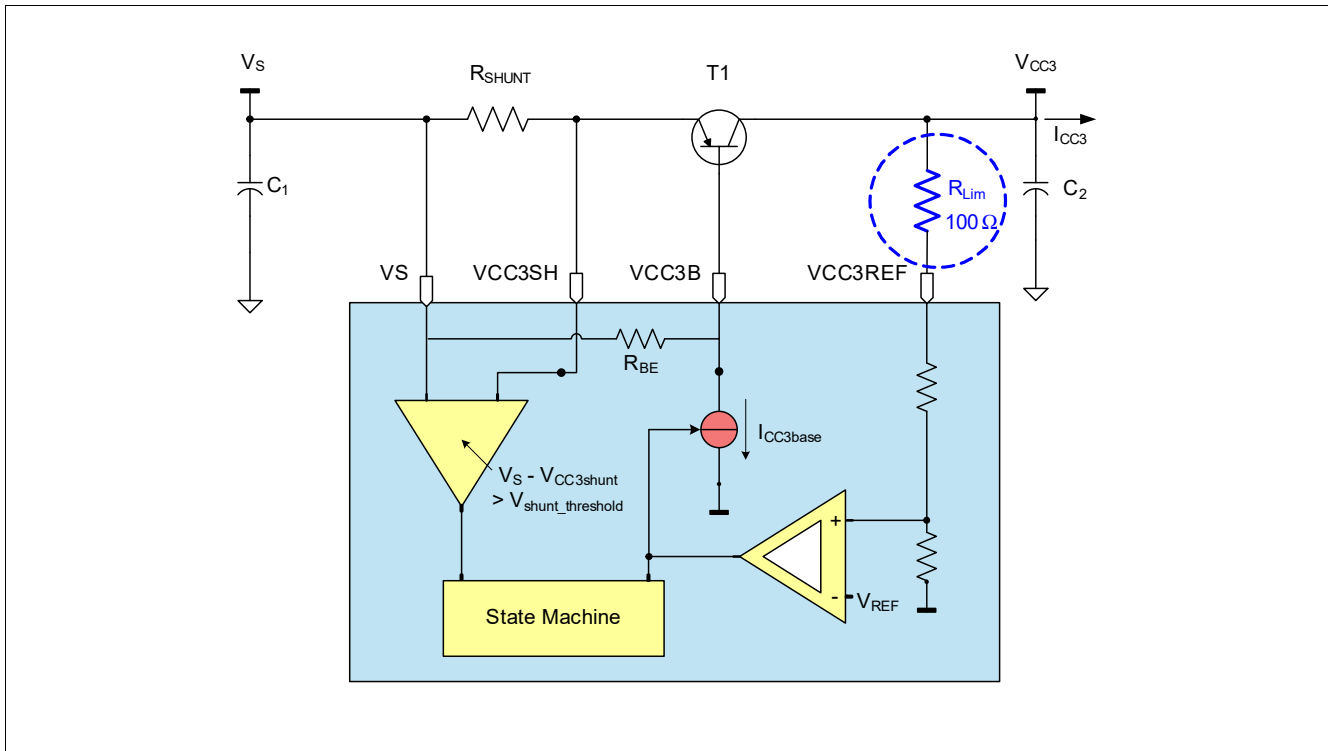 VS
RSHUNT
T1
VCC3
ICC3
C1
RLim
100 Ω
C2
VS
VCC3SH
VCC3B
VCC3REF
RBE
ICC3base
VS - VCC3shunt
> Vshunt_threshold
+
-
VREF
State Machine